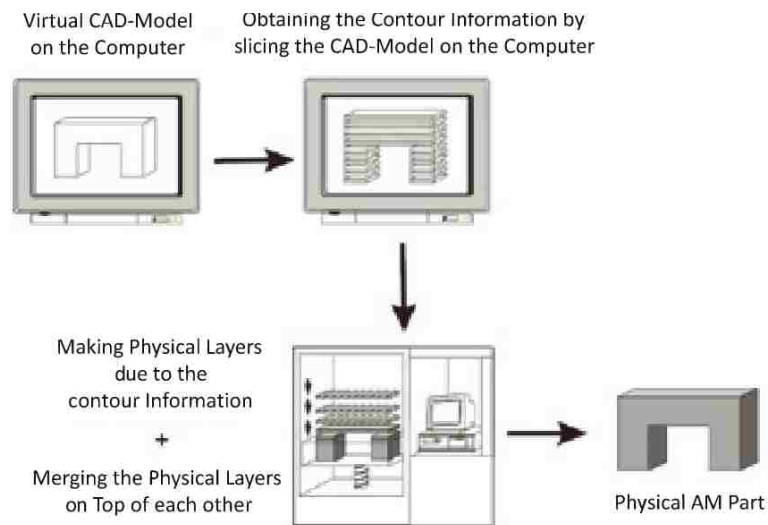 Virtual CAD-Model
on the Computer
Obtaining the Contour Information by
slicing the CAD-Model on the Computer
Making Physical Layers
due to the
contour Information
+
Merging the Physical Layers
on Top of each other
Physical AM Part